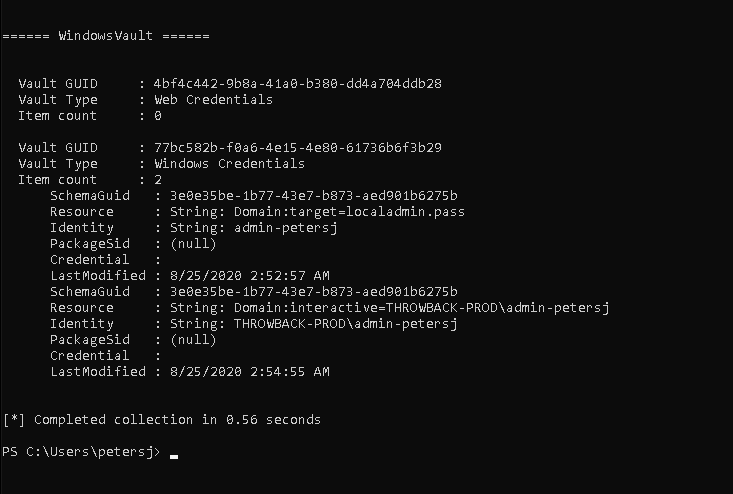 ====== WindowsVault ======
Vault GUID     : 4bf4c442-9b8a-41a0-b380-dd4a704ddb28
Vault Type     : Web Credentials
Item count     : 0
Vault GUID     : 77bc582b-f0a6-4e15-4e80-61736b6f3b29
Vault Type     : Windows Credentials
Item count     : 2
SchemaGuid   : 3e0e35be-1b77-43e7-b873-aed901b6275b
Resource     : String: Domain:target=localadmin.pass
Identity     : String: admin-petersj
PackageSid   : (null)
Credential   :
LastModified : 8/25/2020 2:52:57 AM
SchemaGuid   : 3e0e35be-1b77-43e7-b873-aed901b6275b
Resource     : String: Domain:interactive=THROWBACK-PROD\admin-petersj
Identity     : String: THROWBACK-PROD\admin-petersj
PackageSid   : (null)
Credential   :
LastModified : 8/25/2020 2:54:55 AM
[*] Completed collection in 0.56 seconds
PS C:\Users\petersj>